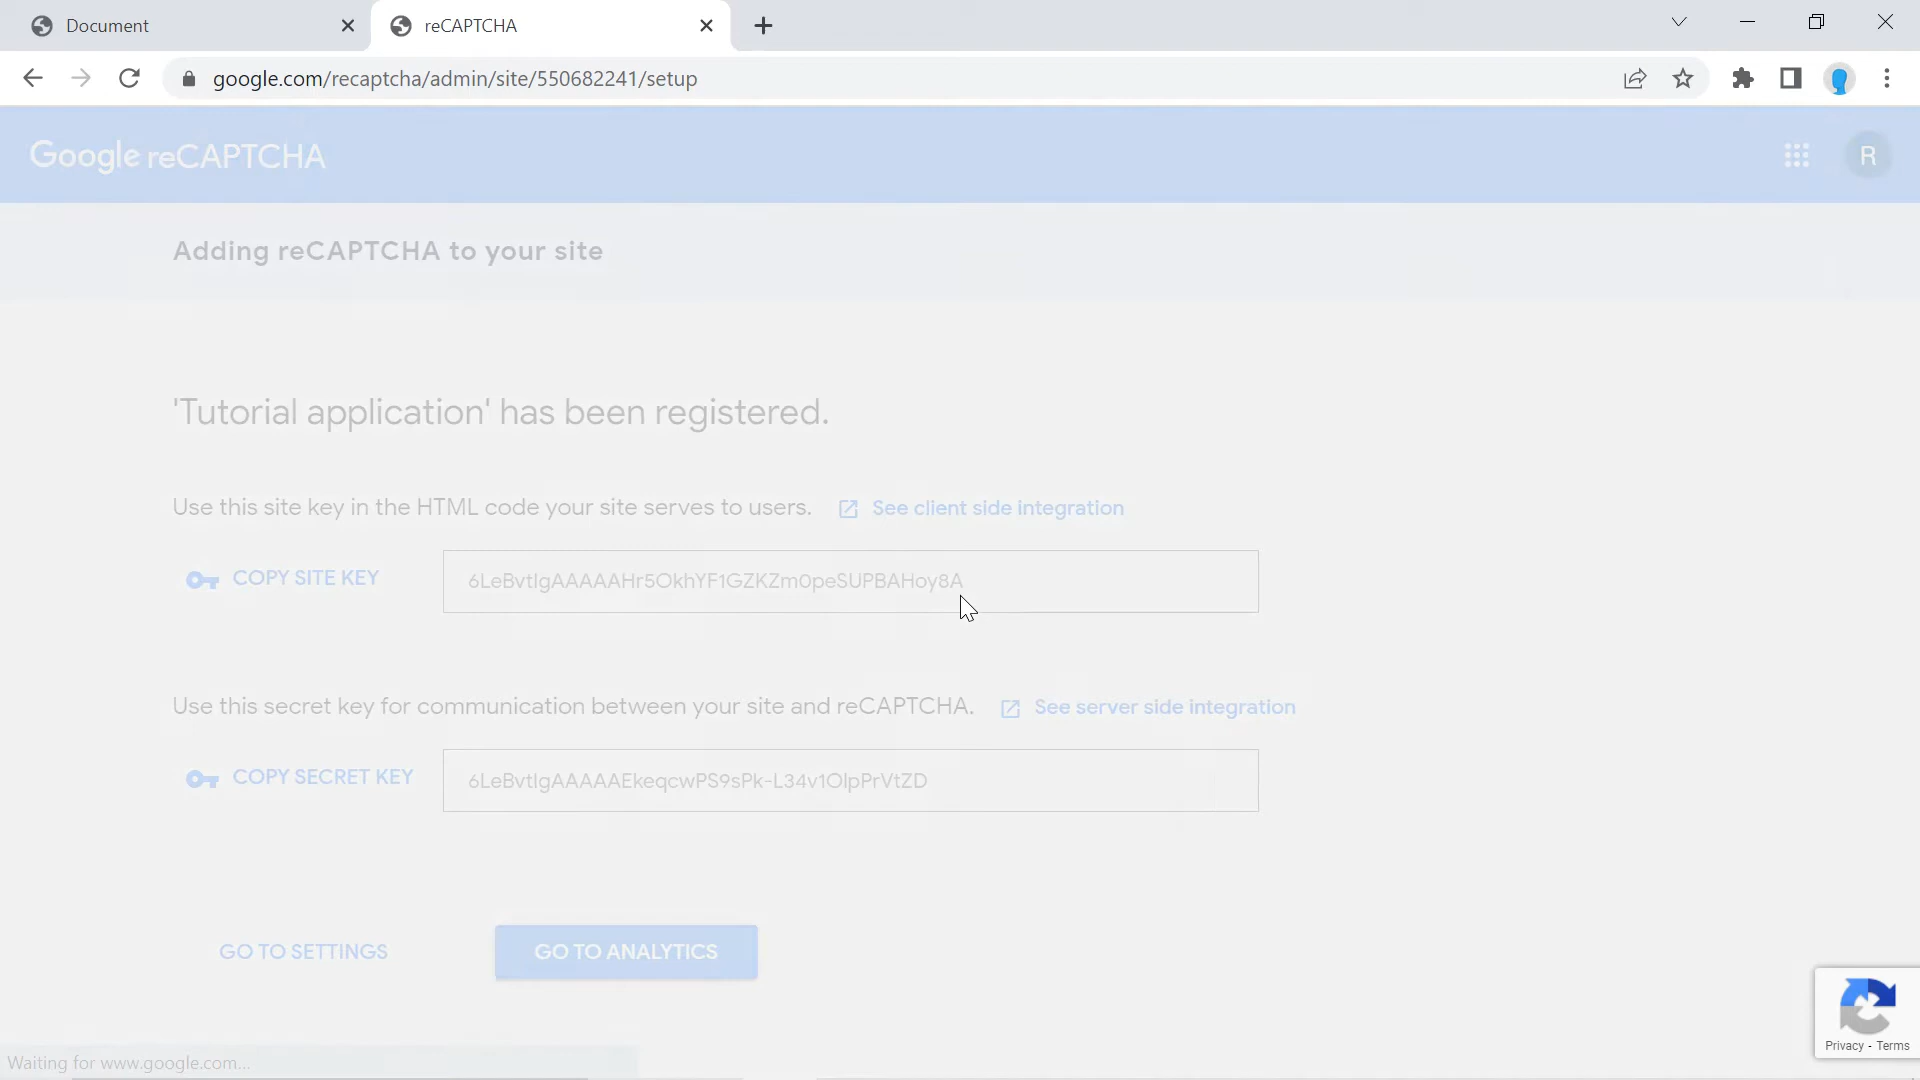 Document
reCAPTCHA
google.com/recaptcha/admin/site/550682241/setup
Google reCAPTCHA
R
Adding reCAPTCHA to your site
'Tutorial application' has been registered.
Use this site key in the HTML code your site serves to users.
See client side integration
COPY SITE KEY
6LeBvtIgAAAAAHr5OkhYF1GZKZm0peSUPBAHoy8A
Use this secret key for communication between your site and reCAPTCHA.
See server side integration
COPY SECRET KEY
6LeBvtIgAAAAAEkeqcwPS9sPk-L34v1OlpPrVtZD
GO TO SETTINGS
GO TO ANALYTICS
Privacy - Terms
Waiting for www.google.com...